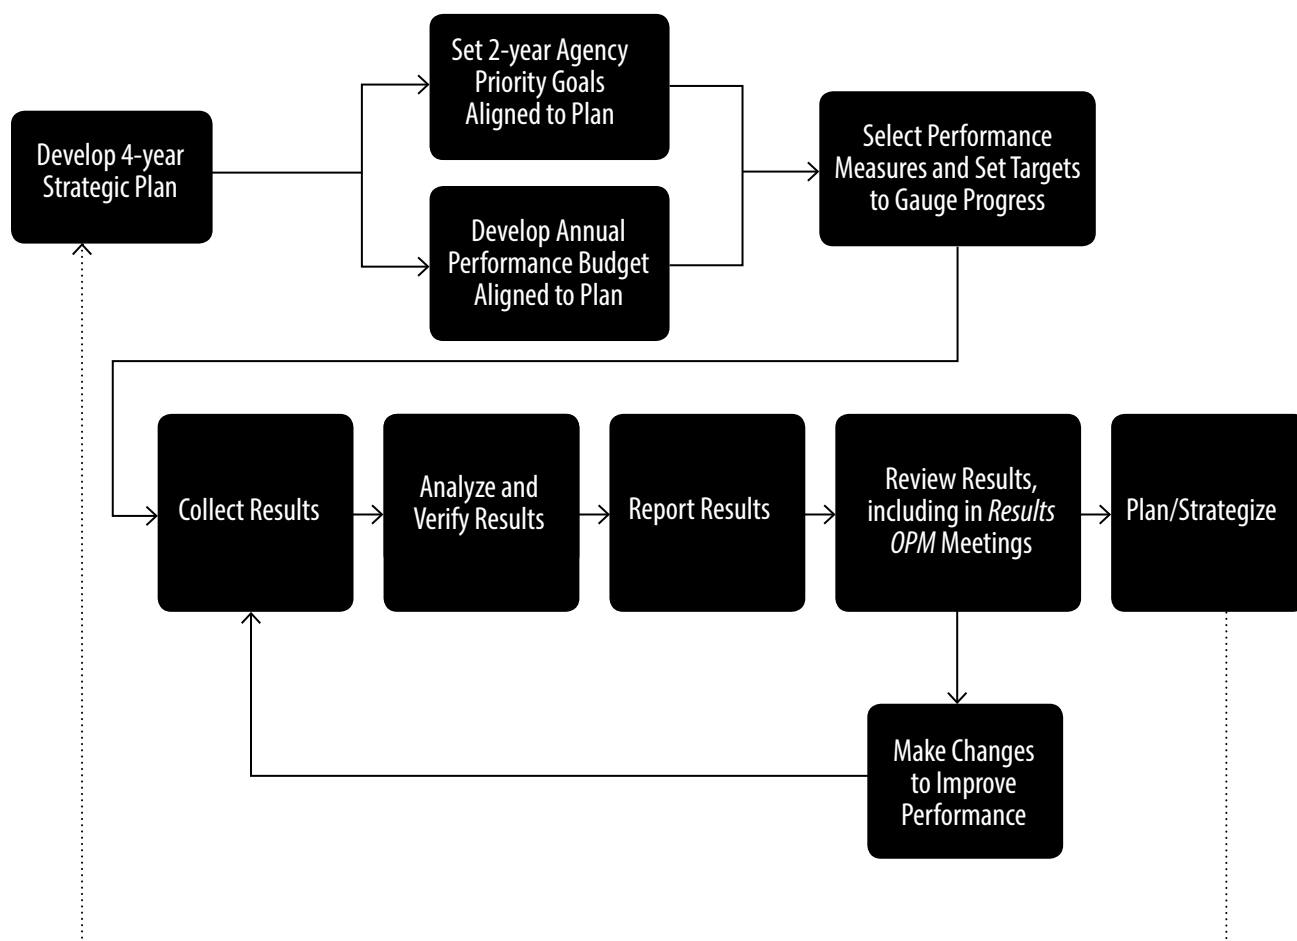 Develop 4-year
Strategic Plan
Set 2-year Agency
Priority Goals
Aligned to Plan
Develop Annual
Performance Budget
Aligned to Plan
Select Performance
Measures and Set Targets
to Gauge Progress
Collect Results
Analyze and
Verify Results
Report Results
Review Results,
including in Results
OPM Meetings
Plan/Strategize
Make Changes
to Improve
Performance